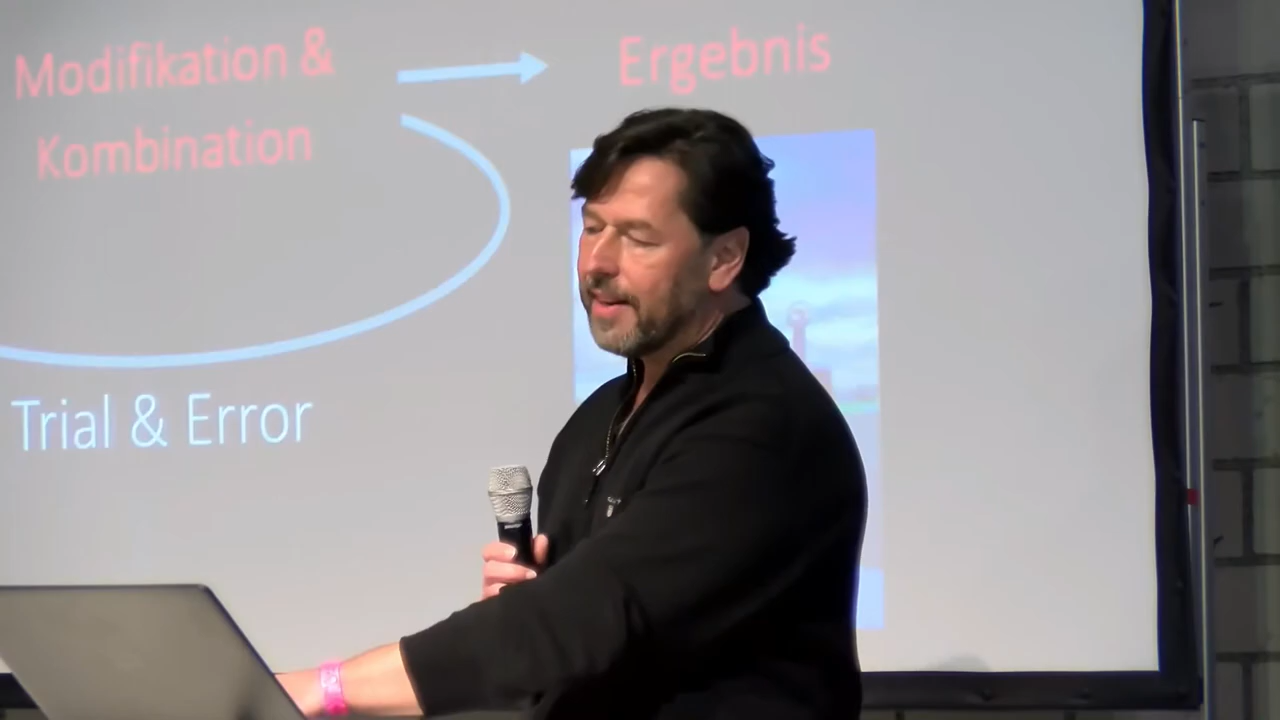 Modifikation &
Kombination
Ergebnis
Trial & Error